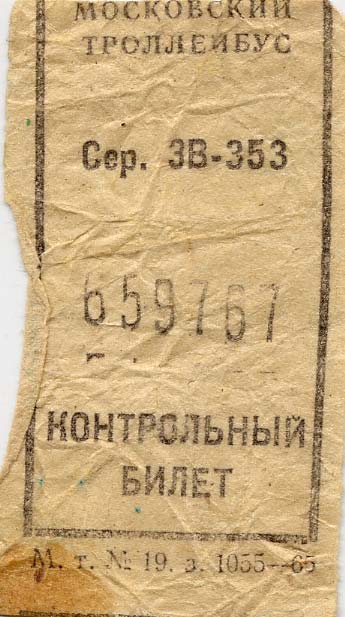 МОСКОВСКИЙ
ТРОЛЛЕЙБУС
Сер. ЗВ-353
659767
КОНТРОЛЬНЫЙ
БИЛЕТ
М. т. № 19. з. 1055—65